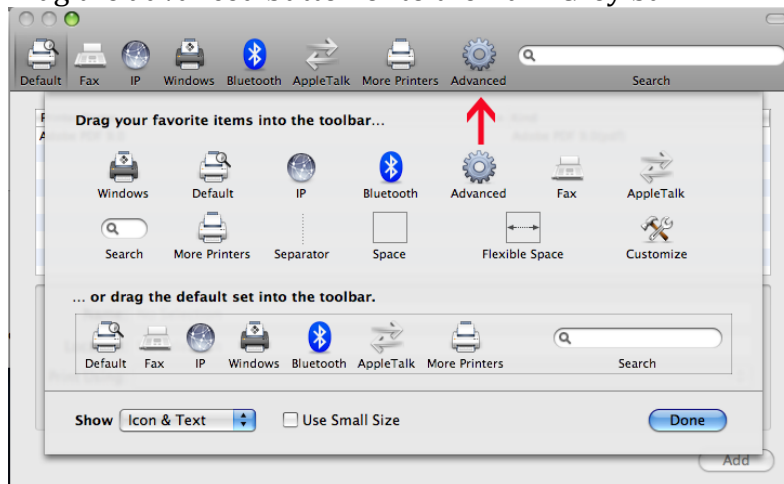 Default Fax IP Windows Bluetooth AppleTalk More Printers Advanced Search
Drag your favorite items into the toolbar...
Windows Default IP Bluetooth Advanced Fax AppleTalk
Search More Printers Separator Space Flexible Space Customize
... or drag the default set into the toolbar.
Default Fax IP Windows Bluetooth AppleTalk More Printers Search
Show Icon & Text Use Small Size Done
Add